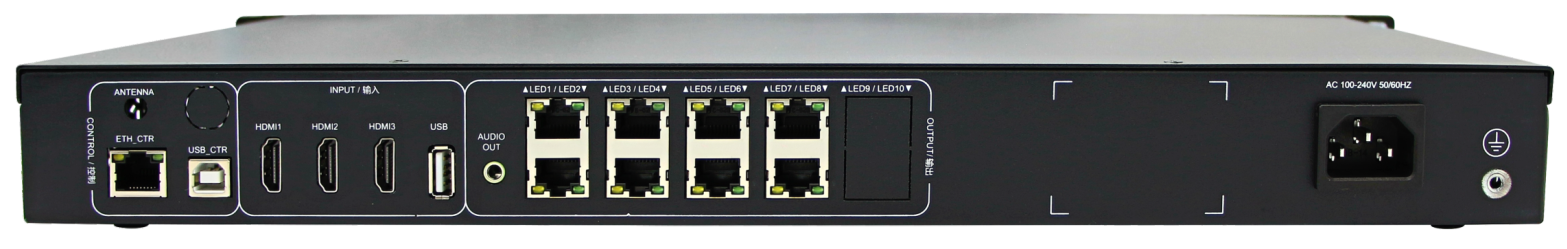 ANTENNA
ETH_CTR
USB_CTR
CONTROL / 控制
INPUT / 输入
HDMI1
HDMI2
HDMI3
USB
AUDIO
OUT
▲LED1 / LED2▼
▲LED3 / LED4▼
▲LED5 / LED6▼
▲LED7 / LED8▼
▲LED9 / LED10▼
OUTPUT/输出
AC 100-240V 50/60HZ